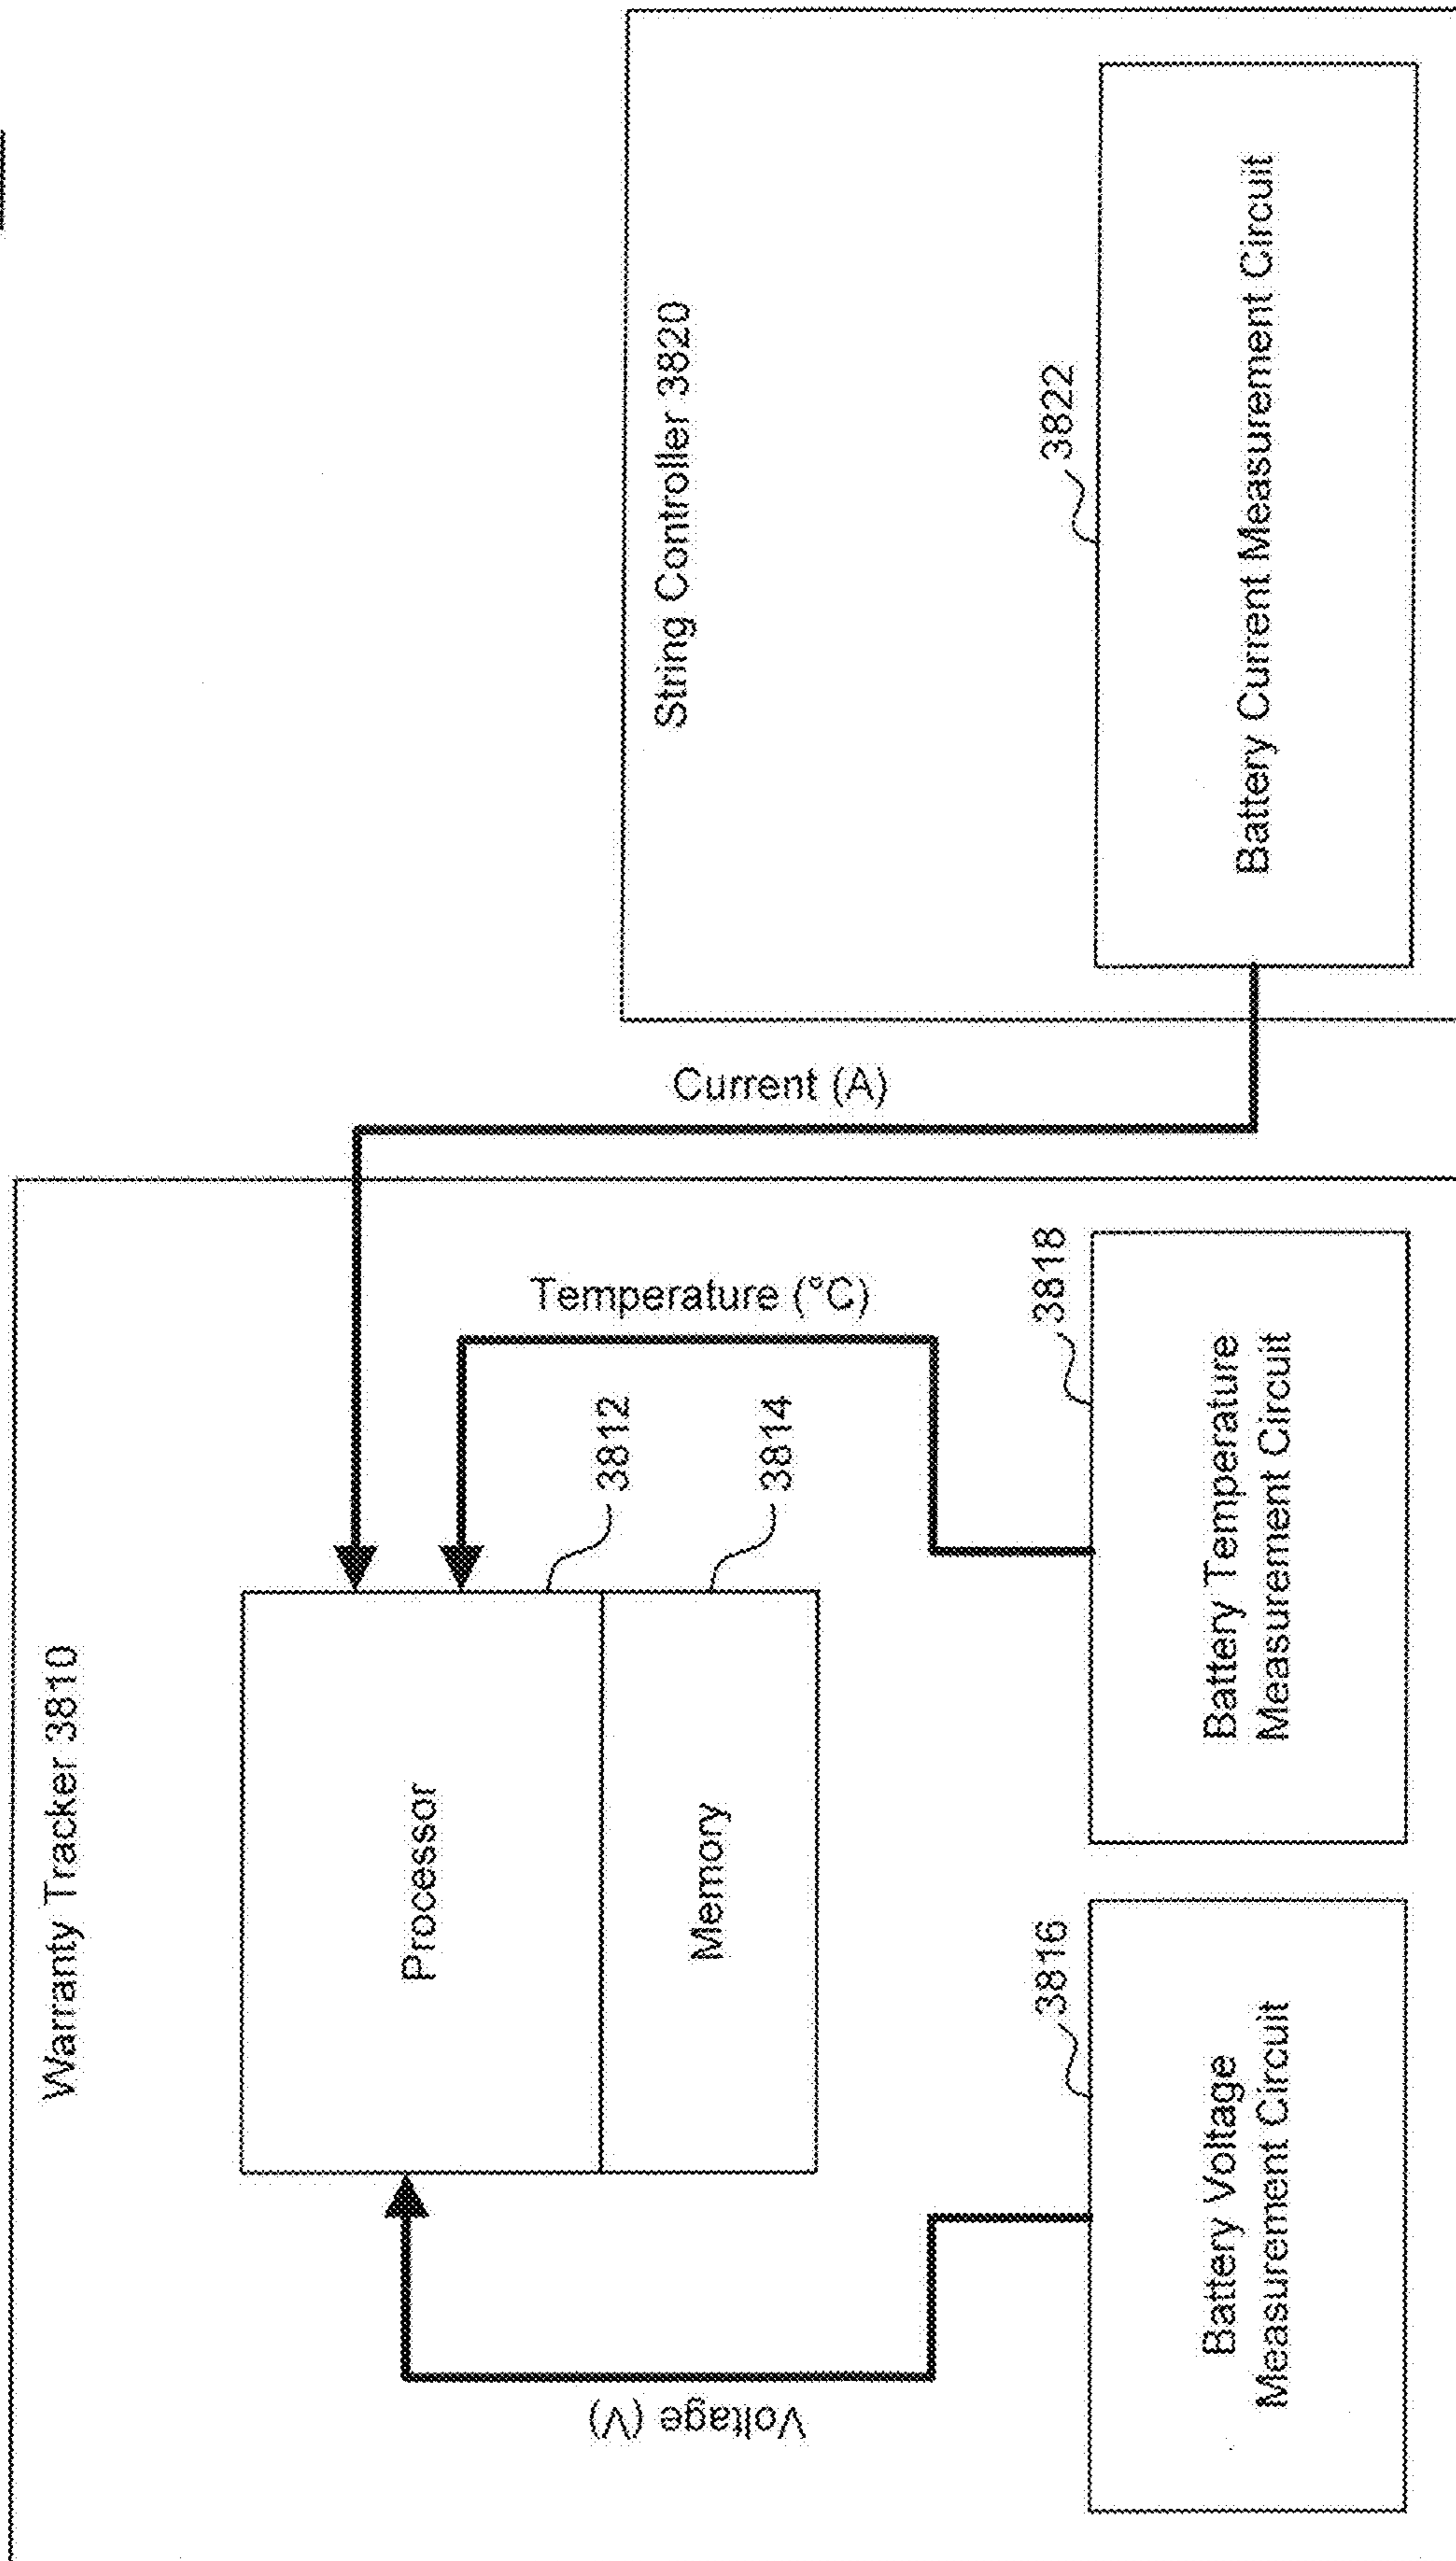 Warranty Tracker 3810
Processor
3812
Memory
3814
Voltage (V)
Temperature (°C)
Current (A)
3816
Battery Voltage
Measurement Circuit
3818
Battery Temperature
Measurement Circuit
String Controller 3820
3822
Battery Current Measurement Circuit